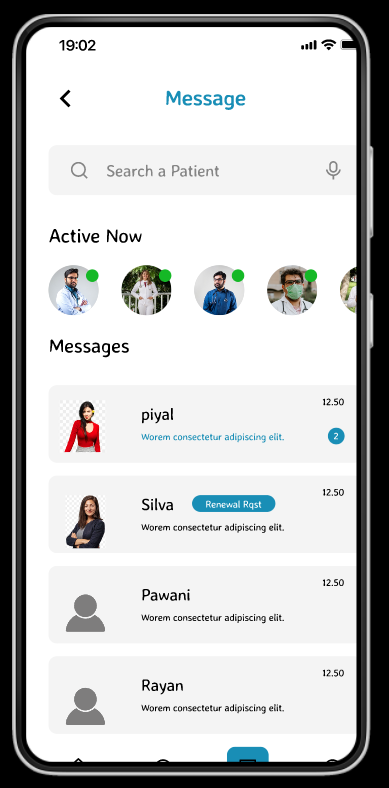 19:02
Message
Search a Patient
Active Now
Messages
piyal
12.50
Worem consectetur adipiscing elit.
2
Silva
Renewal Rqst
12.50
Worem consectetur adipiscing elit.
Pawani
12.50
Worem consectetur adipiscing elit.
Rayan
12.50
Worem consectetur adipiscing elit.